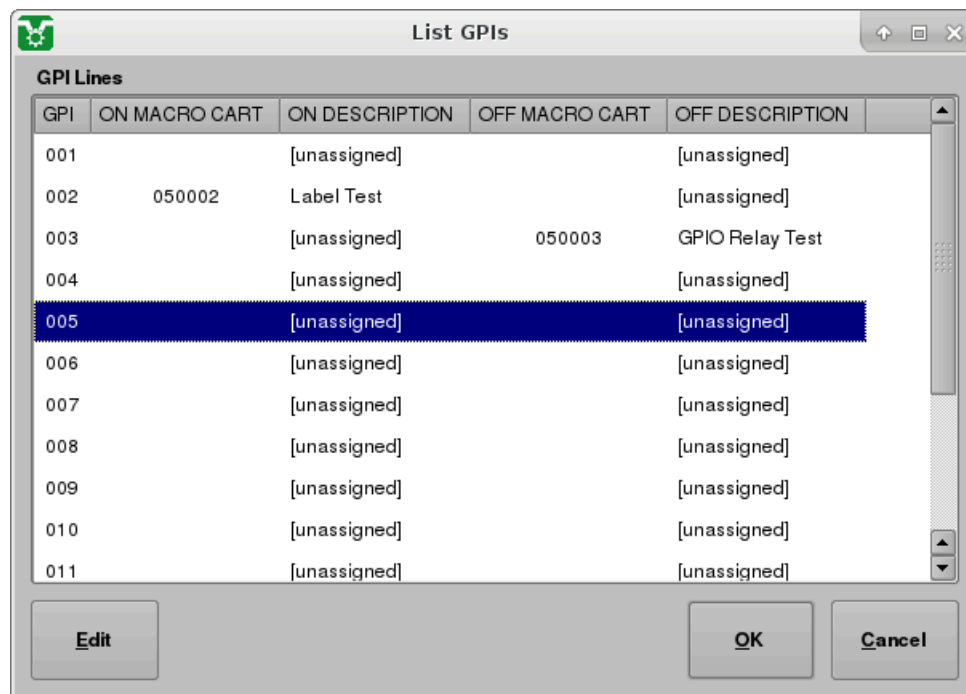 List GPIs
GPI Lines
GPI ON MACRO CART ON DESCRIPTION OFF MACRO CART OFF DESCRIPTION
001 [unassigned] [unassigned]
002 050002 Label Test [unassigned]
003 [unassigned] 050003 GPIO Relay Test
004 [unassigned] [unassigned]
005 [unassigned] [unassigned]
006 [unassigned] [unassigned]
007 [unassigned] [unassigned]
008 [unassigned] [unassigned]
009 [unassigned] [unassigned]
010 [unassigned] [unassigned]
011 [unassigned] [unassigned]
Edit OK Cancel